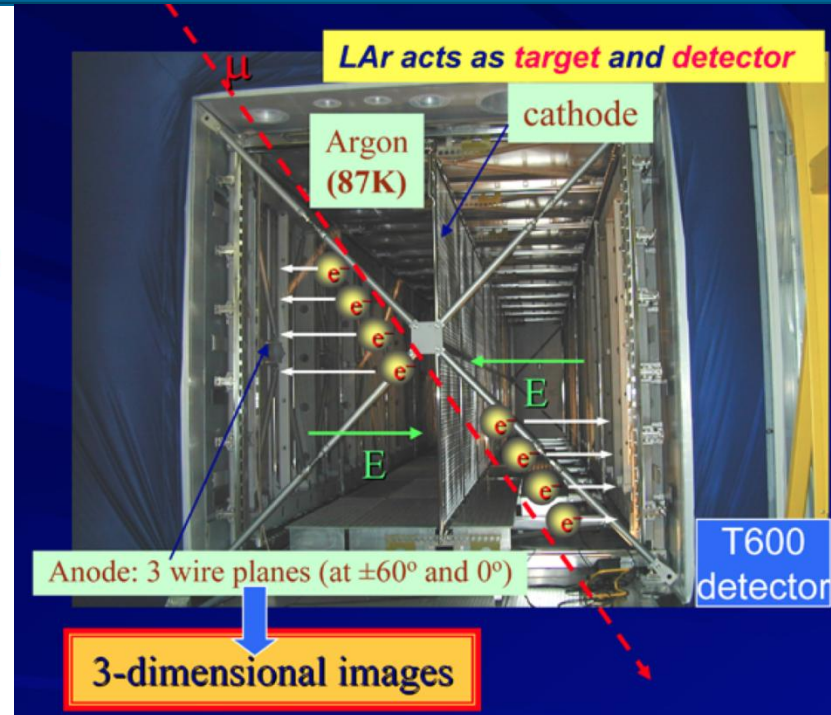 LAr acts as target and detector
μ
cathode
Argon
(87K)
e⁻
e⁻
e⁻
e⁻
E
E
e⁻
e⁻
e⁻
e⁻
Anode: 3 wire planes (at ±60° and 0°)
T600
detector
3-dimensional images